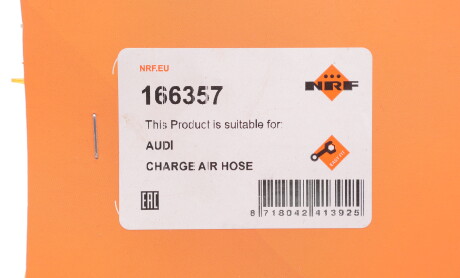 NRF.EU
NRF
166357
This Product is suitable for:
AUDI
CHARGE AIR HOSE
EAC
8 718042 413925